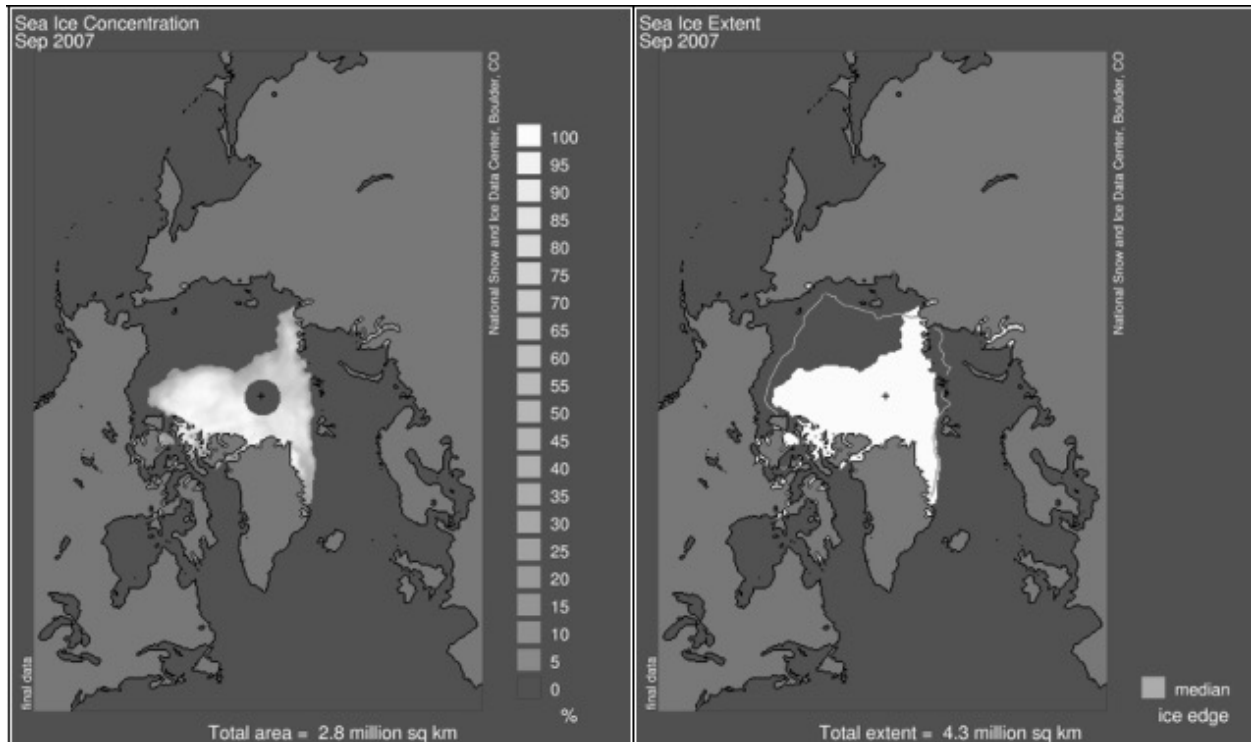 Sea Ice Concentration
Sep 2007
National Snow and Ice Data Center, Boulder, CO
100
95
90
85
80
75
70
65
60
55
50
45
40
35
30
25
20
15
10
5
0
%
final data
Total area = 2.8 million sq km
Sea Ice Extent
Sep 2007
National Snow and Ice Data Center, Boulder, CO
median
ice edge
final data
Total extent = 4.3 million sq km